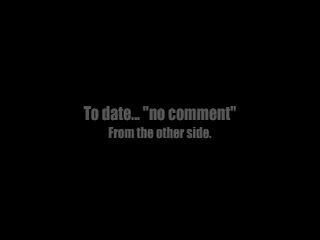 To date... "no comment"
From the other side.